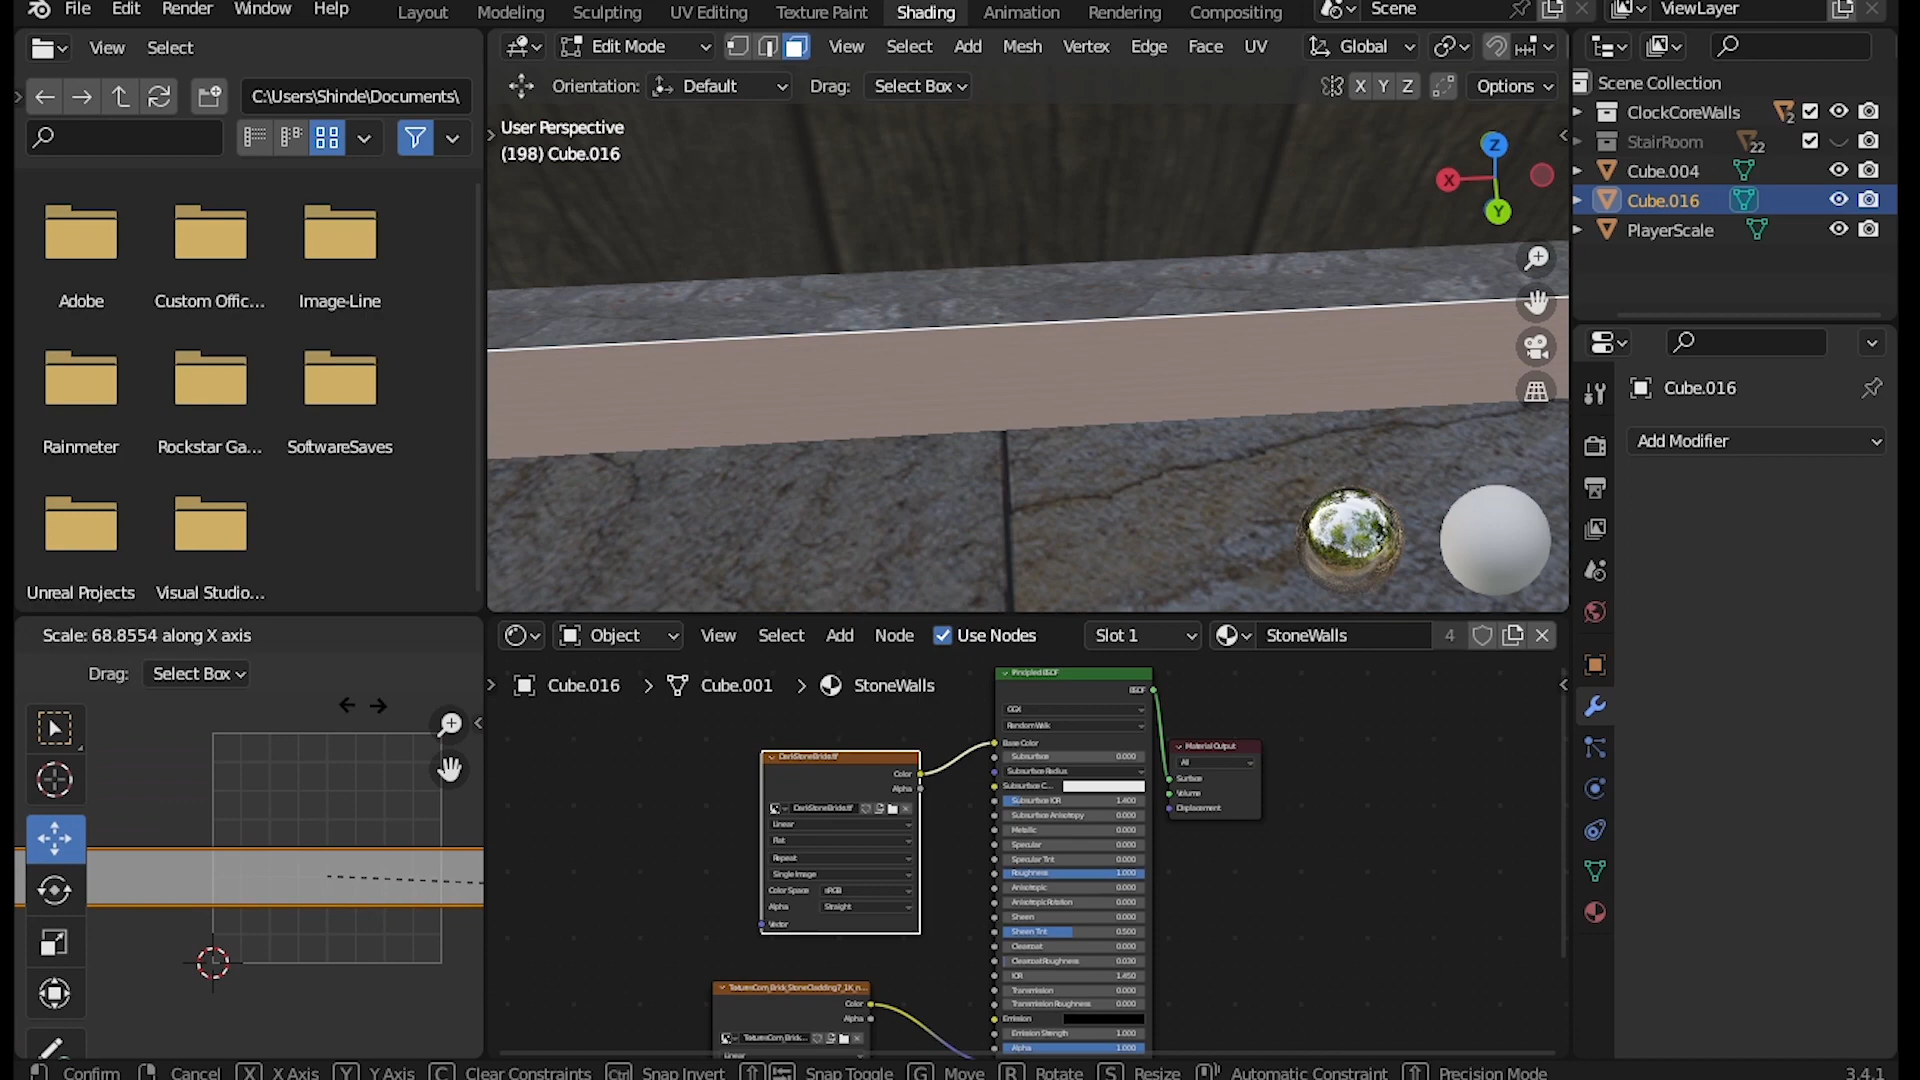 File Edit Render Window Help Layout Modeling Sculpting UV Editing Texture Paint Shading Animation Rendering Compositing Scene ViewLayer
View Select
Edit Mode View Select Add Mesh Vertex Edge Face UV Global
C:\Users\Shinde\Documents\
Orientation: Default Drag: Select Box X Y Z Options
User Perspective
(198) Cube.016
Z
X
Y
Adobe Custom Offic... Image-Line
Rainmeter Rockstar Ga... SoftwareSaves
Unreal Projects Visual Studio...
Scene Collection
ClockCoreWalls 2
StairRoom 22
Cube.004
Cube.016
PlayerScale
Cube.016
Add Modifier
Scale: 68.8554 along X axis
Drag: Select Box
Object View Select Add Node Use Nodes Slot 1 StoneWalls 4
Cube.016 Cube.001 StoneWalls
DarkStoneBride.tif
Color
Alpha
DarkStoneBride.tif
Linear
Flat
Repeat
Single Image
Color Space sRGB
Alpha Straight
Vector
Principled BSDF
BSDF
GGX
Random Walk
Base Color
Subsurface 0.000
Subsurface Radius
Subsurface C...
Subsurface IOR 1.400
Subsurface Anisotropy 0.000
Metallic 0.000
Specular 0.000
Specular Tint 0.000
Roughness 1.000
Anisotropic 0.000
Anisotropic Rotation 0.000
Sheen 0.000
Sheen Tint 0.500
Clearcoat 0.000
Clearcoat Roughness 0.030
IOR 1.450
Transmission 0.000
Transmission Roughness 0.000
Emission
Emission Strength 1.000
Alpha 1.000
Material Output
All
Surface
Volume
Displacement
TexturesCom_Brick_StoneCladding7_1K_n...
Color
Alpha
TexturesCom_Brick...
Linear
Confirm Cancel X X Axis Y Y Axis C Clear Constraints Ctrl Snap Invert Snap Toggle G Move R Rotate S Resize Automatic Constraint Precision Mode 3.4.1